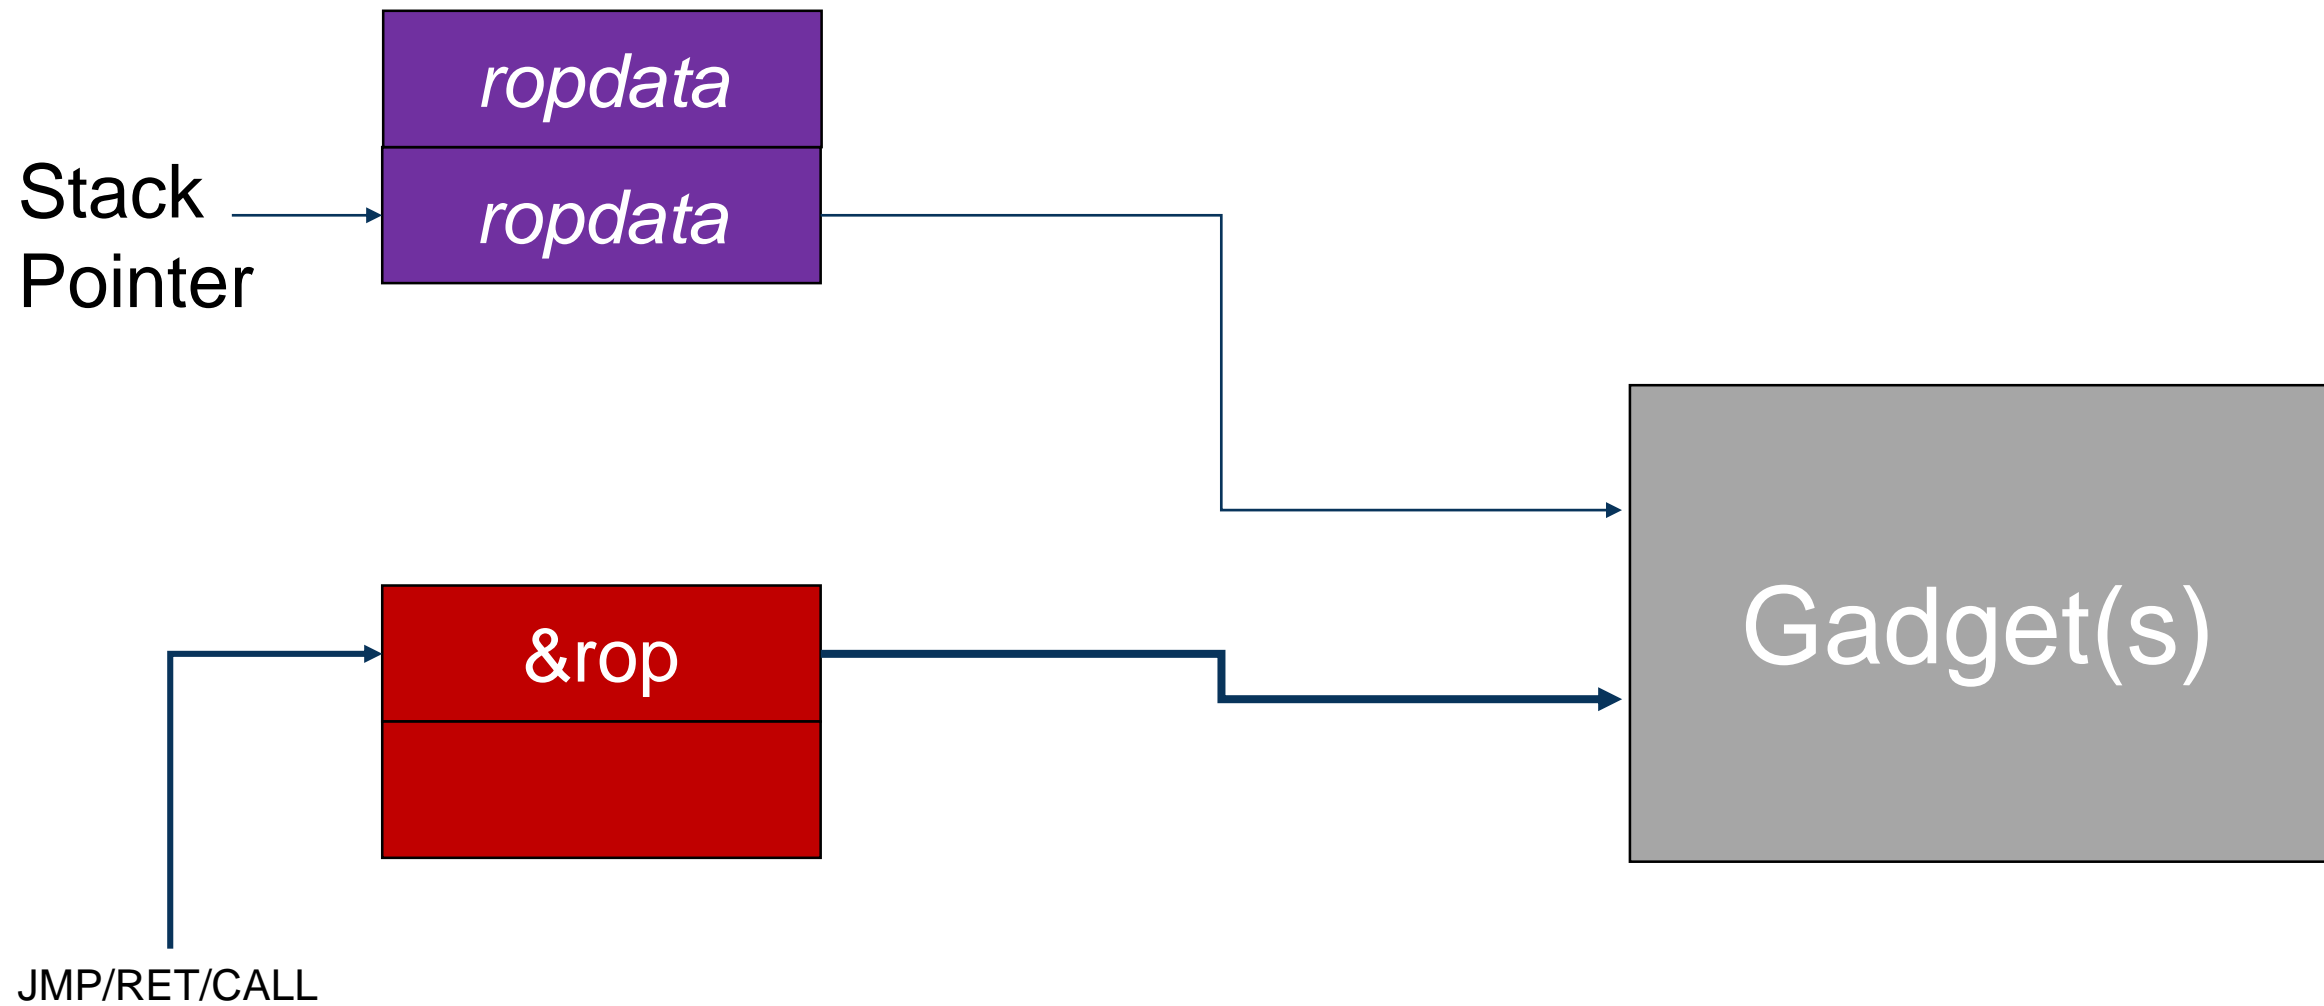 ropdata
Stack
Pointer
ropdata
Gadget(s)
&rop
JMP/RET/CALL